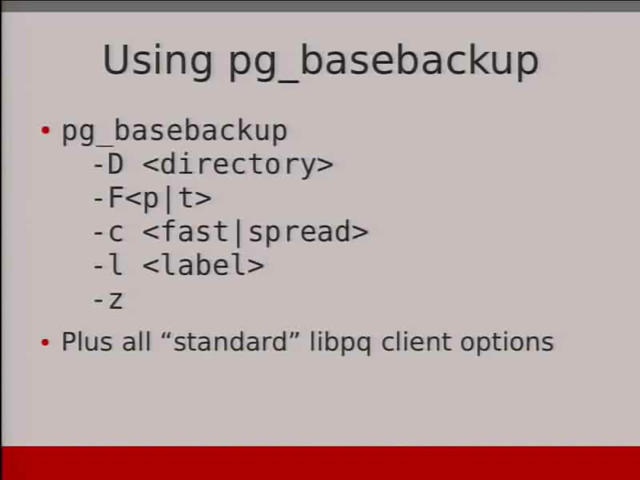 Using pg_basebackup
• pg_basebackup
-D <directory>
-F<p|t>
-c <fast|spread>
-l <label>
-z
• Plus all “standard” libpq client options